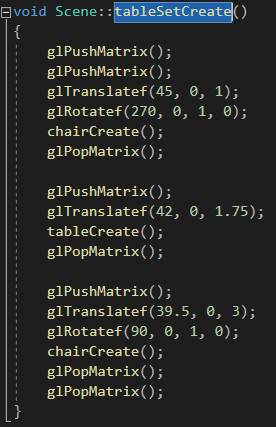 void Scene::tableSetCreate()
{
glPushMatrix();
glPushMatrix();
glTranslatef(45, 0, 1);
glRotatef(270, 0, 1, 0);
chairCreate();
glPopMatrix();
glPushMatrix();
glTranslatef(42, 0, 1.75);
tableCreate();
glPopMatrix();
glPushMatrix();
glTranslatef(39.5, 0, 3);
glRotatef(90, 0, 1, 0);
chairCreate();
glPopMatrix();
glPopMatrix();
}